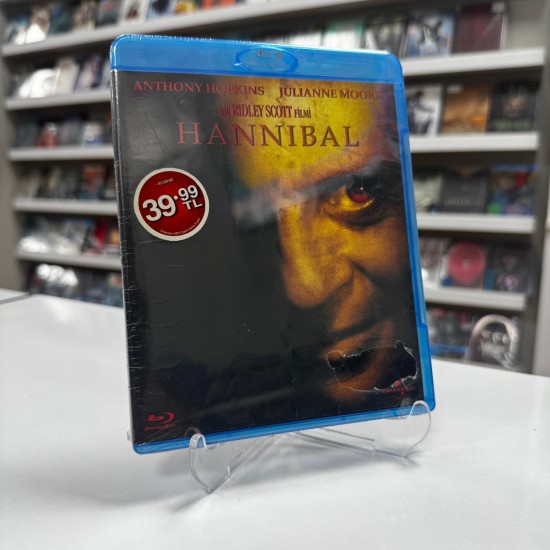 ANTHONY HOPKINS JULIANNE MOORE
BİR RIDLEY SCOTT FİLMİ
HANNIBAL
39.99
TL